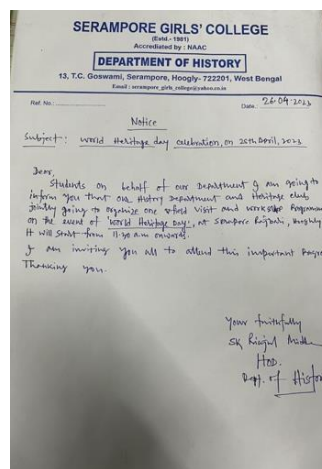 SERAMPORE GIRLS' COLLEGE
(Estd.- 1981)
Accredited by : NAAC
DEPARTMENT OF HISTORY
13, T.C. Goswami, Serampore, Hoogly- 722201, West Bengal
Email : serampore_girls_college@yahoo.co.in
Ref. No.: Date. 26-04-2023
Notice
Subject:- World Heritage day celebration, on 26th April, 2023
Dear,
Students on behalf of our Department I am going to
inform you that our History Department and Heritage club
jointly going to organize one field visit and workshop Programme
on the event of 'World Heritage Day', at Serampore Rajbari, Hooghly
It will start from 11.30 a.m onwards.
I am inviting you all to attend this important Progr
Thanking you.
Your faithfully
SK
HOD.
Dept. of Histo